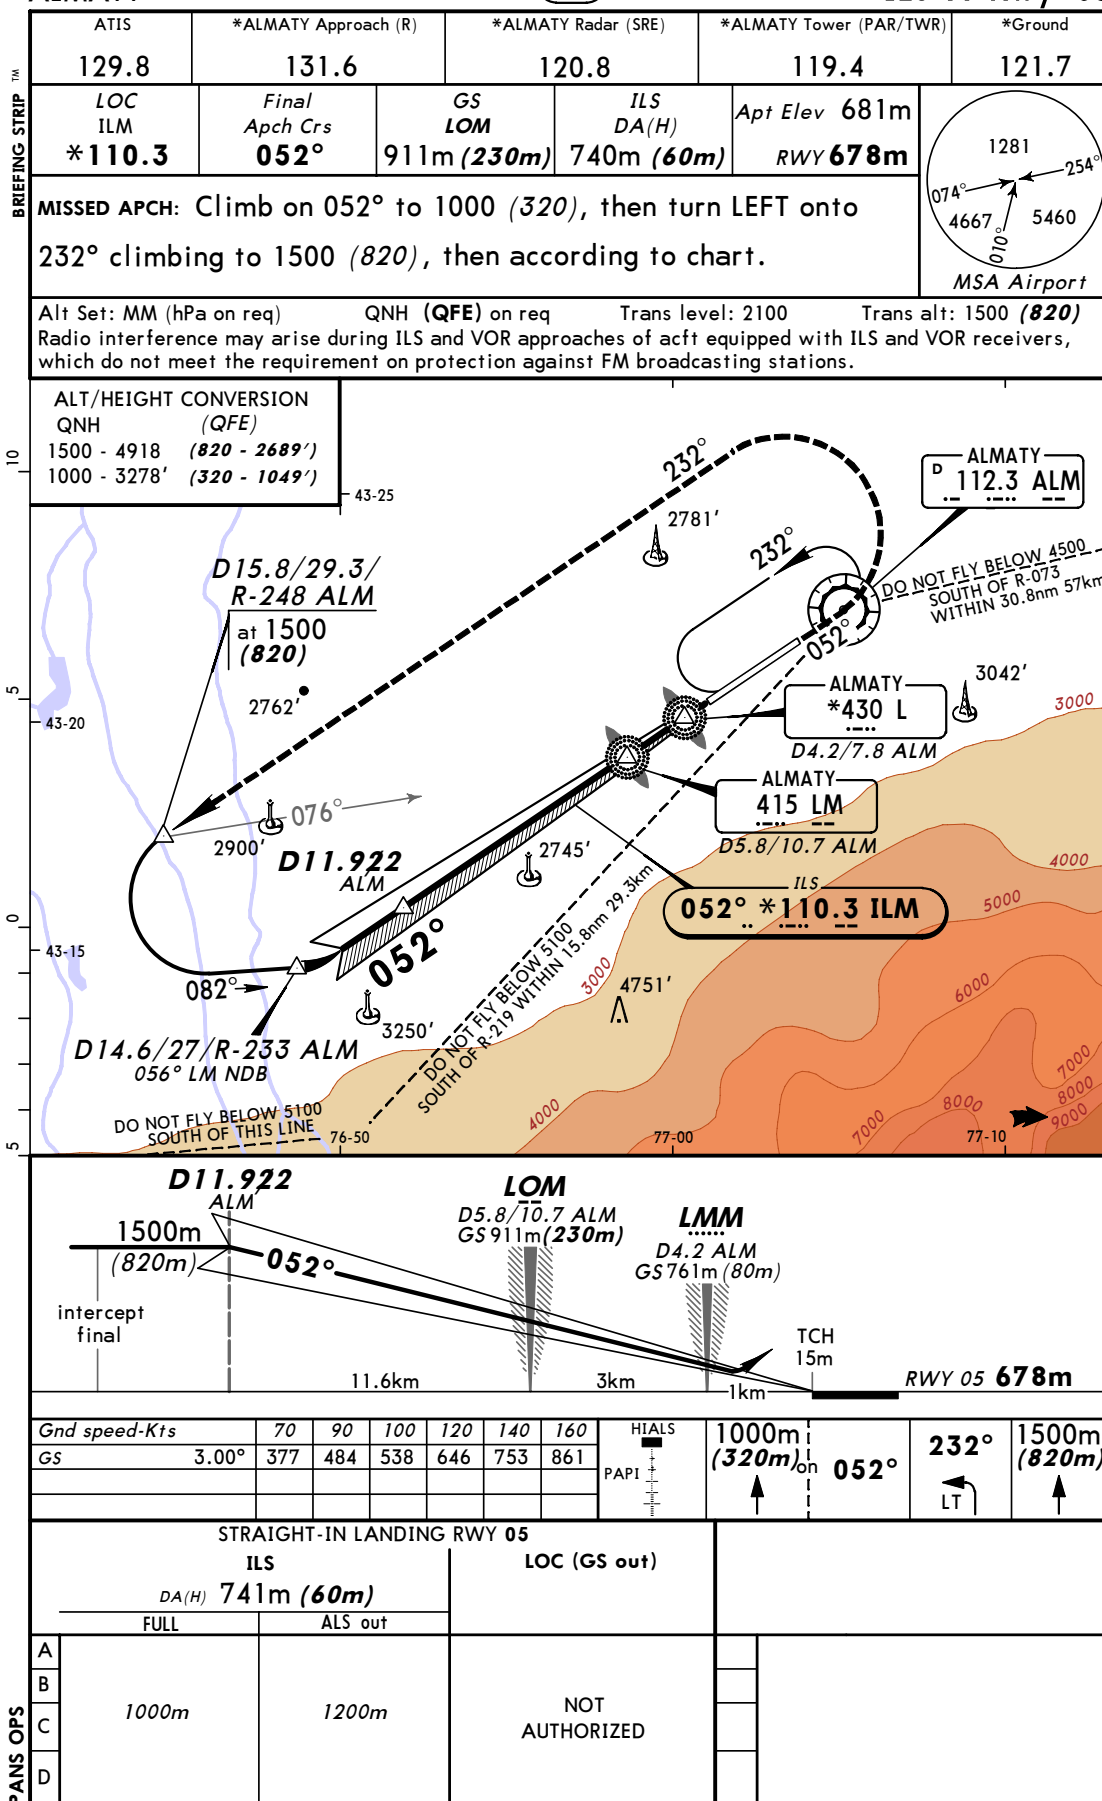 ATIS
129.8
*ALMATY Approach (R)
131.6
*ALMATY Radar (SRE)
120.8
*ALMATY Tower (PAR/TWR)
119.4
*Ground
121.7
BRIEFING STRIP TM
LOC
ILM
*110.3
Final
Apch Crs
052°
GS
LOM
911m (230m)
ILS
DA(H)
740m (60m)
Apt Elev 681m
RWY 678m
1281
074°
254°
4667
010°
5460
MSA Airport
MISSED APCH: Climb on 052° to 1000 (320), then turn LEFT onto
232° climbing to 1500 (820), then according to chart.
Alt Set: MM (hPa on req) QNH (QFE) on req Trans level: 2100 Trans alt: 1500 (820)
Radio interference may arise during ILS and VOR approaches of acft equipped with ILS and VOR receivers,
which do not meet the requirement on protection against FM broadcasting stations.
ALT/HEIGHT CONVERSION
QNH (QFE)
1500 - 4918 (820 - 2689')
1000 - 3278' (320 - 1049')
10
5
0
5
43-25
43-20
43-15
232°
ALMATY
D 112.3 ALM
2781'
232°
DO NOT FLY BELOW 4500
SOUTH OF R-073
WITHIN 30.8nm 57km
D15.8/29.3/
R-248 ALM
at 1500
(820)
2762'
052°
ALMATY
*430 L
D4.2/7.8 ALM
3042'
3000
ALMATY
415 LM
D5.8/10.7 ALM
076°
2900'
D11.922
ALM
2745'
ILS
052° *110.3 ILM
4000
5000
052°
082°
3250'
D14.6/27/R-233 ALM
056° LM NDB
DO NOT FLY BELOW 5100
SOUTH OF R-219 WITHIN 15.8nm 29.3km
3000
4751'
6000
7000
8000
9000
8000
7000
4000
DO NOT FLY BELOW 5100
SOUTH OF THIS LINE
76-50
77-00
77-10
D11.922
ALM
1500m
(820m)
052°
intercept
final
LOM
D5.8/10.7 ALM
GS 911m (230m)
LMM
D4.2 ALM
GS 761m (80m)
TCH
15m
RWY 05 678m
11.6km
3km
1km
Gnd speed-Kts 70 90 100 120 140 160
GS 3.00° 377 484 538 646 753 861
HIALS
PAPI
1000m
(320m) on 052°
232°
LT
1500m
(820m)
STRAIGHT-IN LANDING RWY 05
ILS
DA(H) 741m (60m)
LOC (GS out)
FULL
ALS out
A
B
C
D
1000m
1200m
NOT
AUTHORIZED
PANS OPS